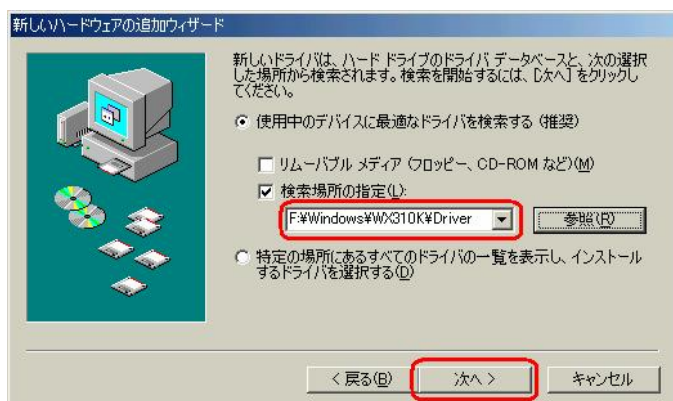 新しいハードウェアの追加ウィザード
新しいドライバは、ハード ドライブのドライバ データベースと、次の選択
した場所から検索されます。検索を開始するには、[次へ] をクリックし
てください。
使用中のデバイスに最適なドライバを検索する (推奨)
リムーバブル メディア (フロッピー、CD-ROM など)(M)
検索場所の指定(L):
F:¥Windows¥WX310K¥Driver
参照(R)
特定の場所にあるすべてのドライバの一覧を表示し、インストール
するドライバを選択する(D)
< 戻る(B)
次へ >
キャンセル